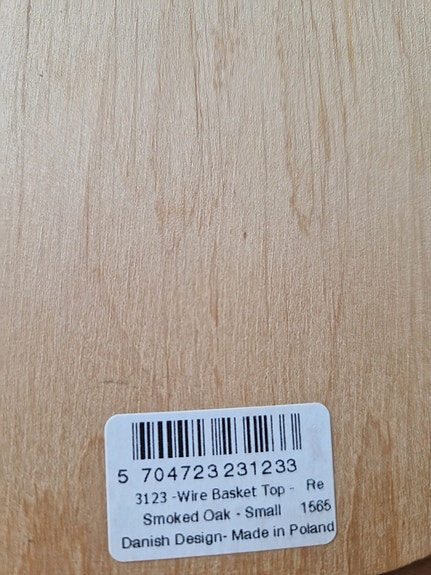 5 704723 231233
3123 -Wire Basket Top - Re
Smoked Oak - Small 1565
Danish Design- Made in Poland